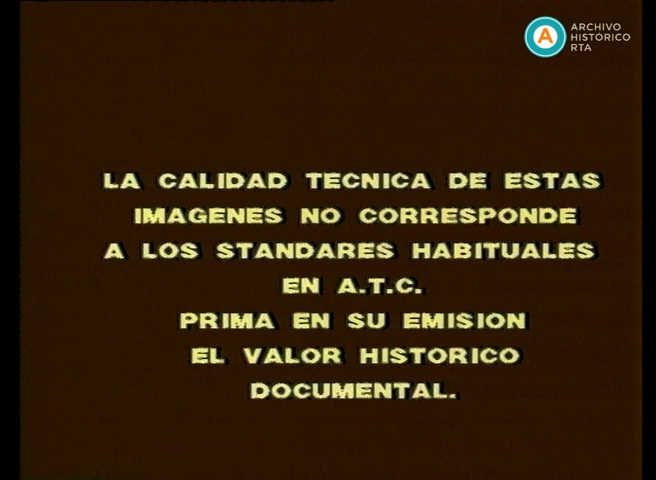 ARCHIVO
HISTORICO
RTA
LA CALIDAD TECNICA DE ESTAS
IMAGENES NO CORRESPONDE
A LOS STANDARES HABITUALES
EN A.T.C.
PRIMA EN SU EMISION
EL VALOR HISTORICO
DOCUMENTAL.